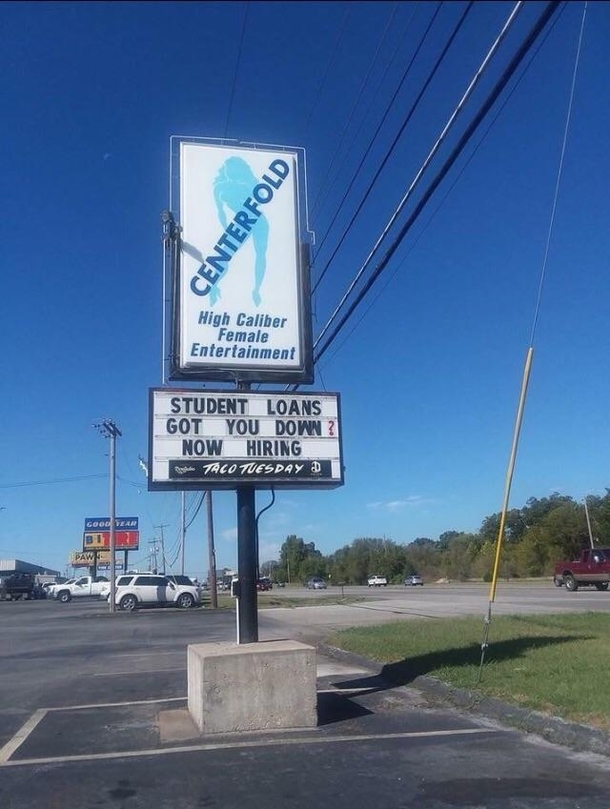 CENTERFOLD
High Caliber
Female
Entertainment
STUDENT LOANS
GOT YOU DOWN?
NOW HIRING
TACO TUESDAY
GOODYEAR
PAWN